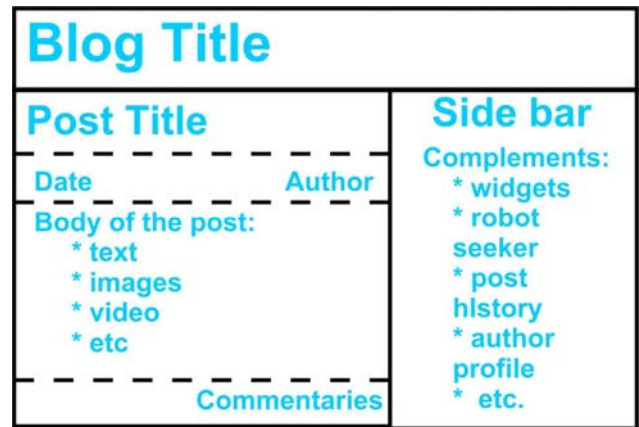 Blog Title
Post Title
Date Author
Body of the post:
* text
* images
* video
* etc
Commentaries
Side bar
Complements:
* widgets
* robot
seeker
* post
hIstory
* author
profile
* etc.